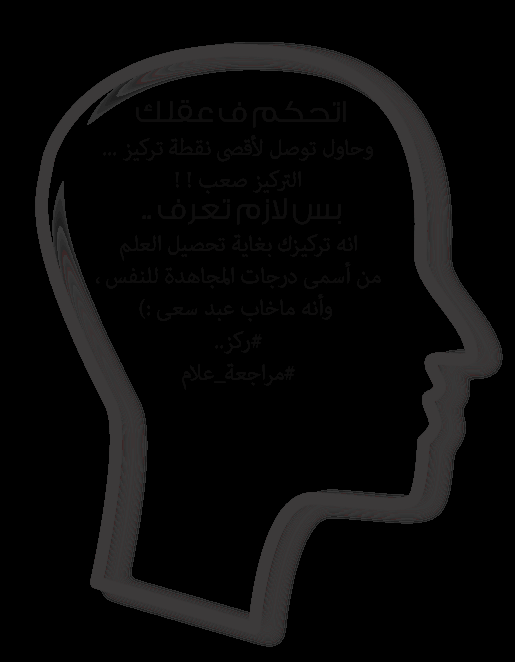 اتحكم ف عقلك
وحاول توصل لأقصى نقطة تركيز ...
التركيز صعب ! !
بس لازم تعرف ..
انه تركيزك بغاية تحصيل العلم
من أسمى درجات المجاهدة للنفس ،
وأنه ماخاب عبد سعى :)
#ركز..
#مراجعة_علام